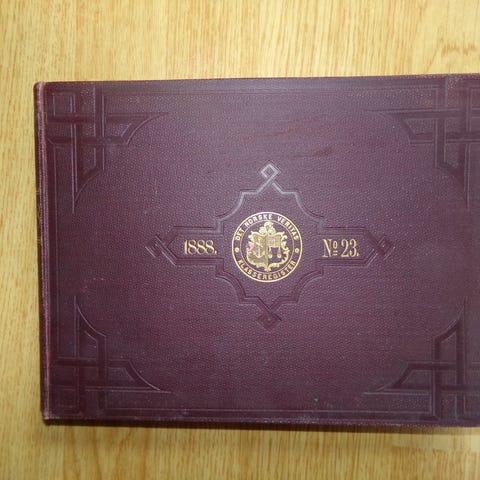 1888.
DET NORSKE VERITAS
KLASSEREGISTER
No 23.